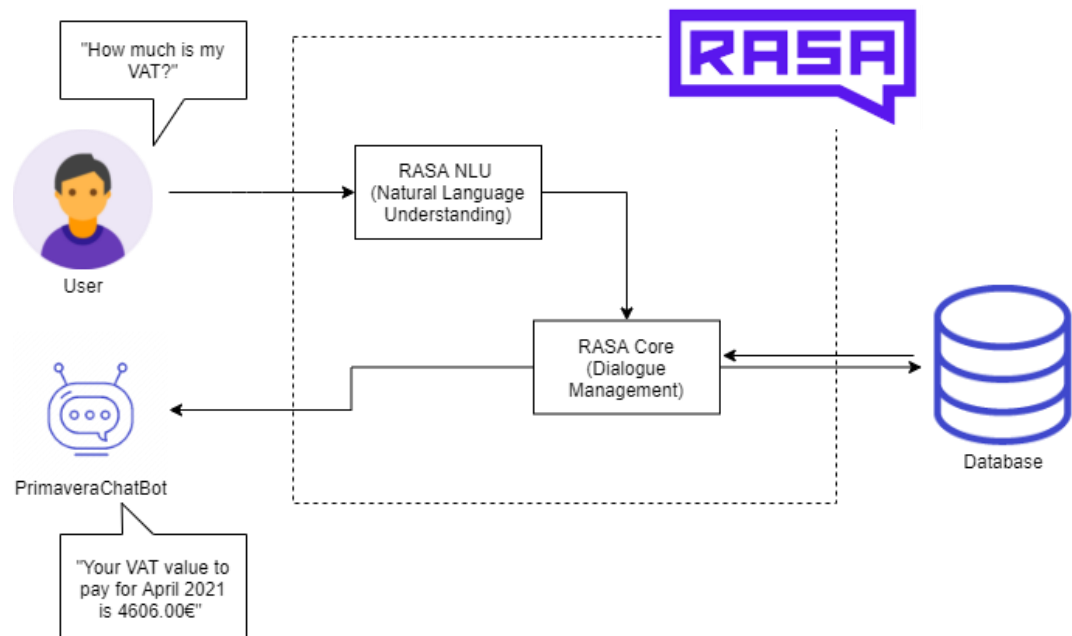 "How much is my
VAT?"
RASA
RASA NLU
(Natural Language
Understanding)
User
RASA Core
(Dialogue
Management)
Database
PrimaveraChatBot
"Your VAT value to
pay for April 2021
is 4606.00€"